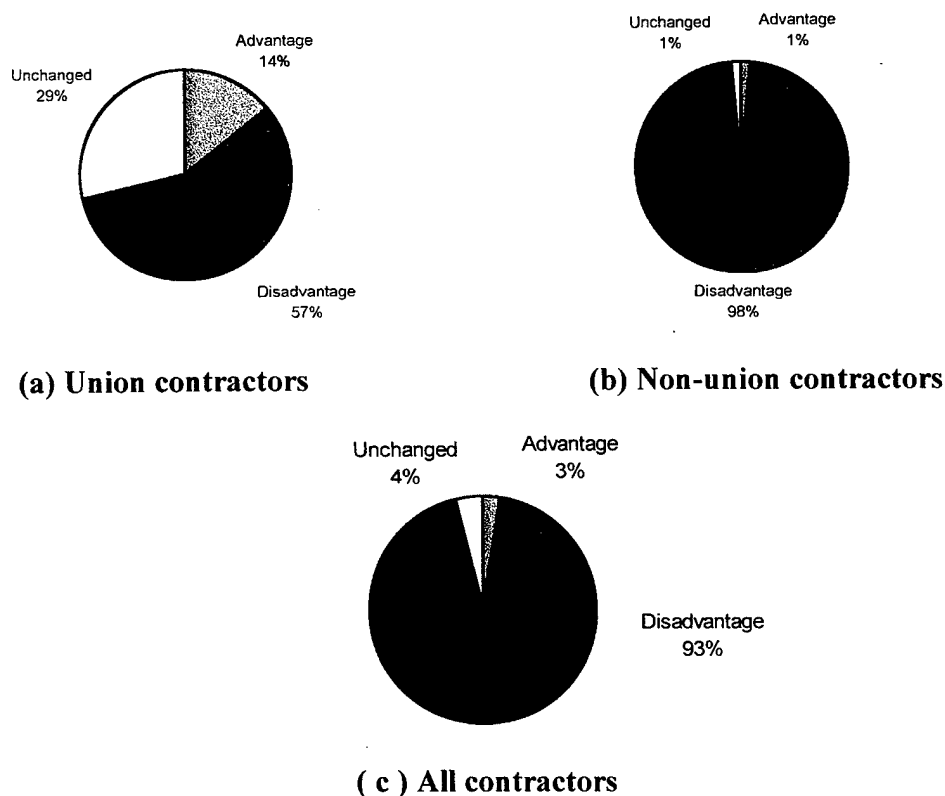 Advantage
14%
Unchanged
29%
Disadvantage
57%
(a) Union contractors
Unchanged
1%
Advantage
1%
Disadvantage
98%
(b) Non-union contractors
Unchanged
4%
Advantage
3%
Disadvantage
93%
( c ) All contractors